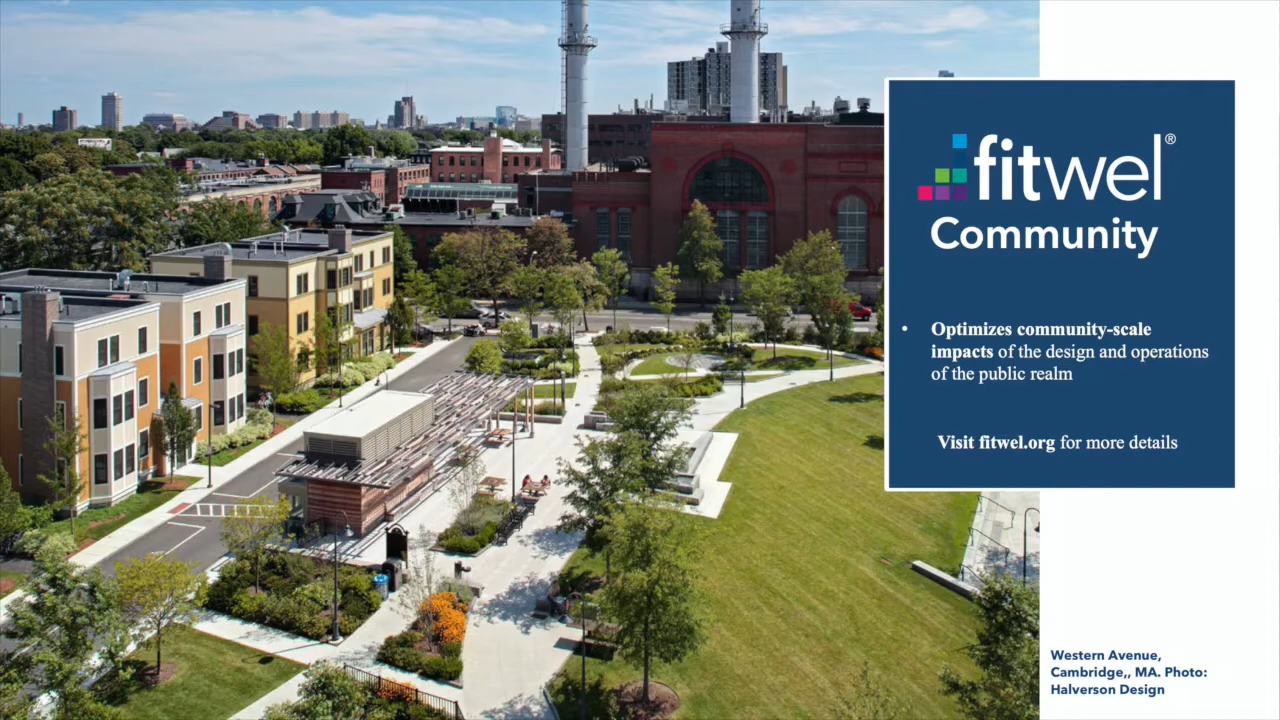 fitwel®
Community
• Optimizes community-scale
impacts of the design and operations
of the public realm
Visit fitwel.org for more details
Western Avenue,
Cambridge,, MA. Photo:
Halverson Design